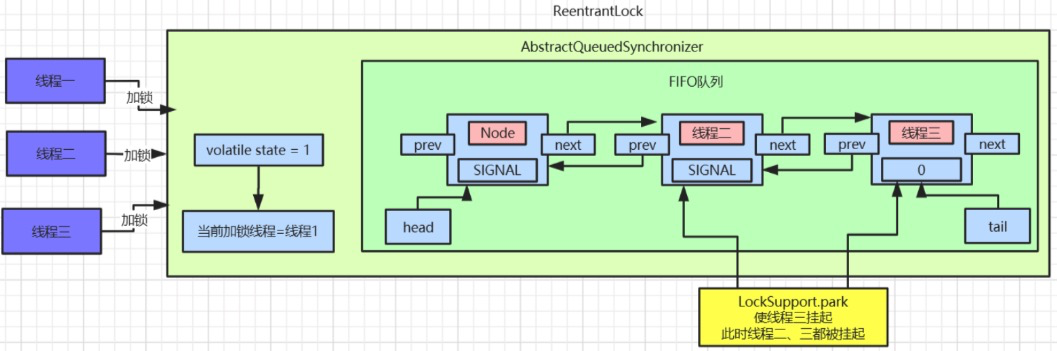 ReentrantLock
AbstractQueuedSynchronizer
FIFO队列
线程一
加锁
线程二
加锁
线程三
加锁
volatile state = 1
当前加锁线程=线程1
Node
prev
next
SIGNAL
线程二
prev
next
SIGNAL
线程三
prev
next
0
head
tail
LockSupport.park
使线程三挂起
此时线程二、三都被挂起